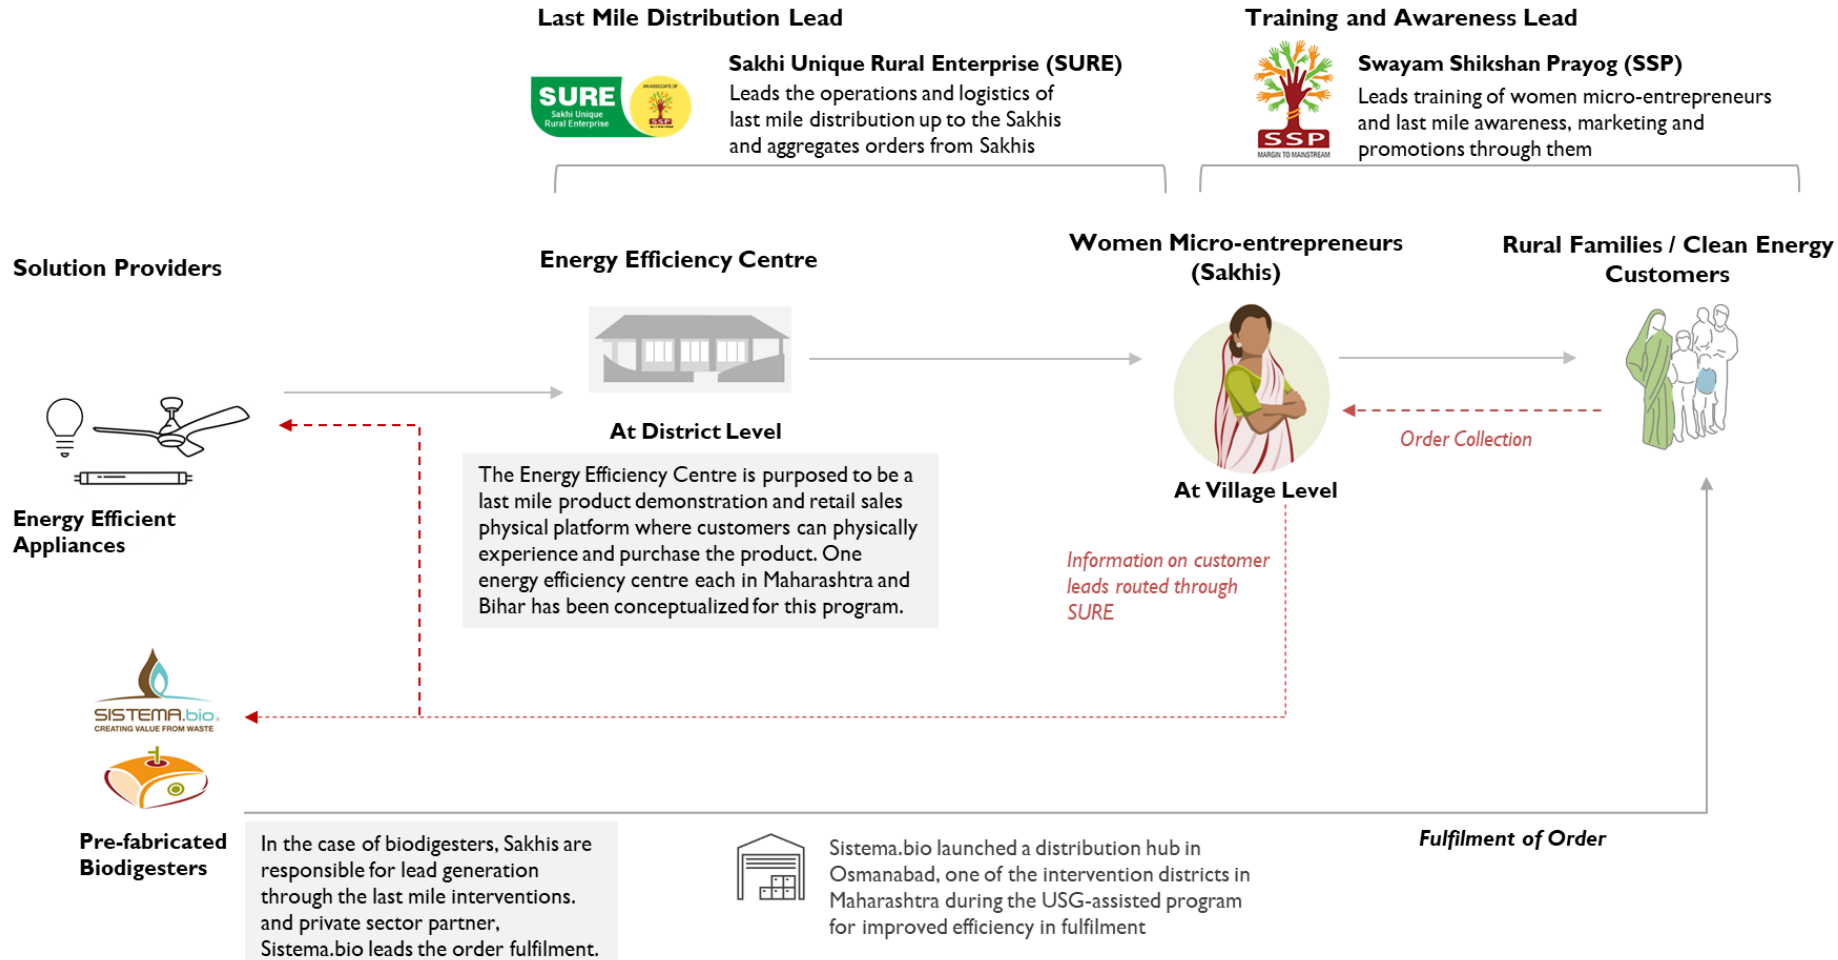 Last Mile Distribution Lead
Training and Awareness Lead
SURE
Sakhi Unique
Rural Enterprise
AN ASSOCIATE OF
SSP
Sakhi Unique Rural Enterprise (SURE)
Leads the operations and logistics of
last mile distribution up to the Sakhis
and aggregates orders from Sakhis
SSP
MARGIN TO MAINSTREAM
Swayam Shikshan Prayog (SSP)
Leads training of women micro-entrepreneurs
and last mile awareness, marketing and
promotions through them
Solution Providers
Energy Efficiency Centre
Women Micro-entrepreneurs
(Sakhis)
Rural Families / Clean Energy
Customers
Energy Efficient
Appliances
At District Level
The Energy Efficiency Centre is purposed to be a
last mile product demonstration and retail sales
physical platform where customers can physically
experience and purchase the product. One
energy efficiency centre each in Maharashtra and
Bihar has been conceptualized for this program.
At Village Level
Order Collection
Information on customer
leads routed through
SURE
SISTEMA.bio
CREATING VALUE FROM WASTE
Pre-fabricated
Biodigesters
In the case of biodigesters, Sakhis are
responsible for lead generation
through the last mile interventions.
and private sector partner,
Sistema.bio leads the order fulfilment.
Sistema.bio launched a distribution hub in
Osmanabad, one of the intervention districts in
Maharashtra during the USG-assisted program
for improved efficiency in fulfilment
Fulfilment of Order